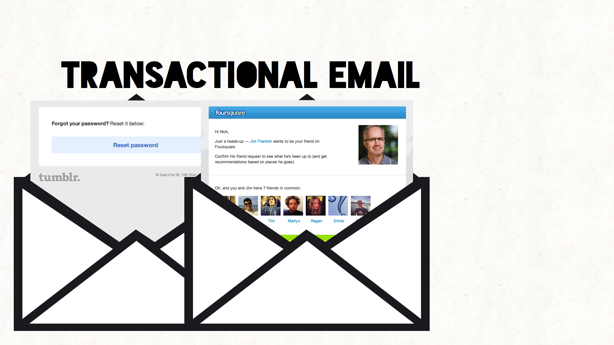 TRANSACTIONAL EMAIL
Forgot your password? Reset it below:
Reset password
tumblr.
foursquare
Hi Nick,
Just a heads-up — Jim Franklin wants to be your friend on
Foursquare.
Confirm his friend request to see what he's been up to (and get
recommendations based on places he goes).
Oh, and you and Jim have 7 friends in common:
Tim Martyn Regan Elmer